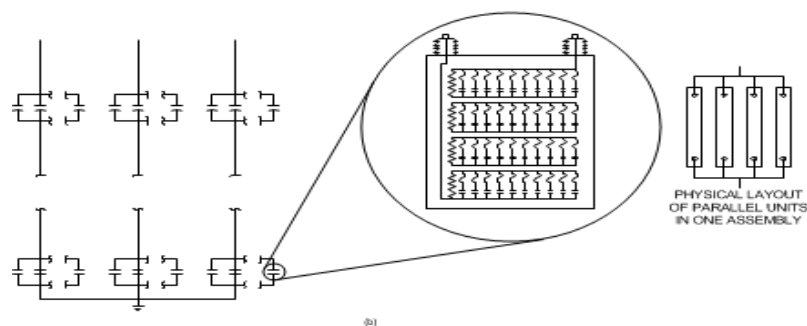 PHYSICAL LAYOUT
OF PARALLEL UNITS
IN ONE ASSEMBLY
(b)